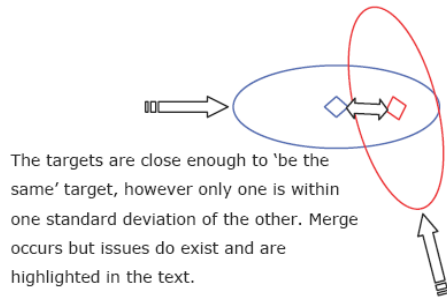 The targets are close enough to ‘be the
same’ target, however only one is within
one standard deviation of the other. Merge
occurs but issues do exist and are
highlighted in the text.